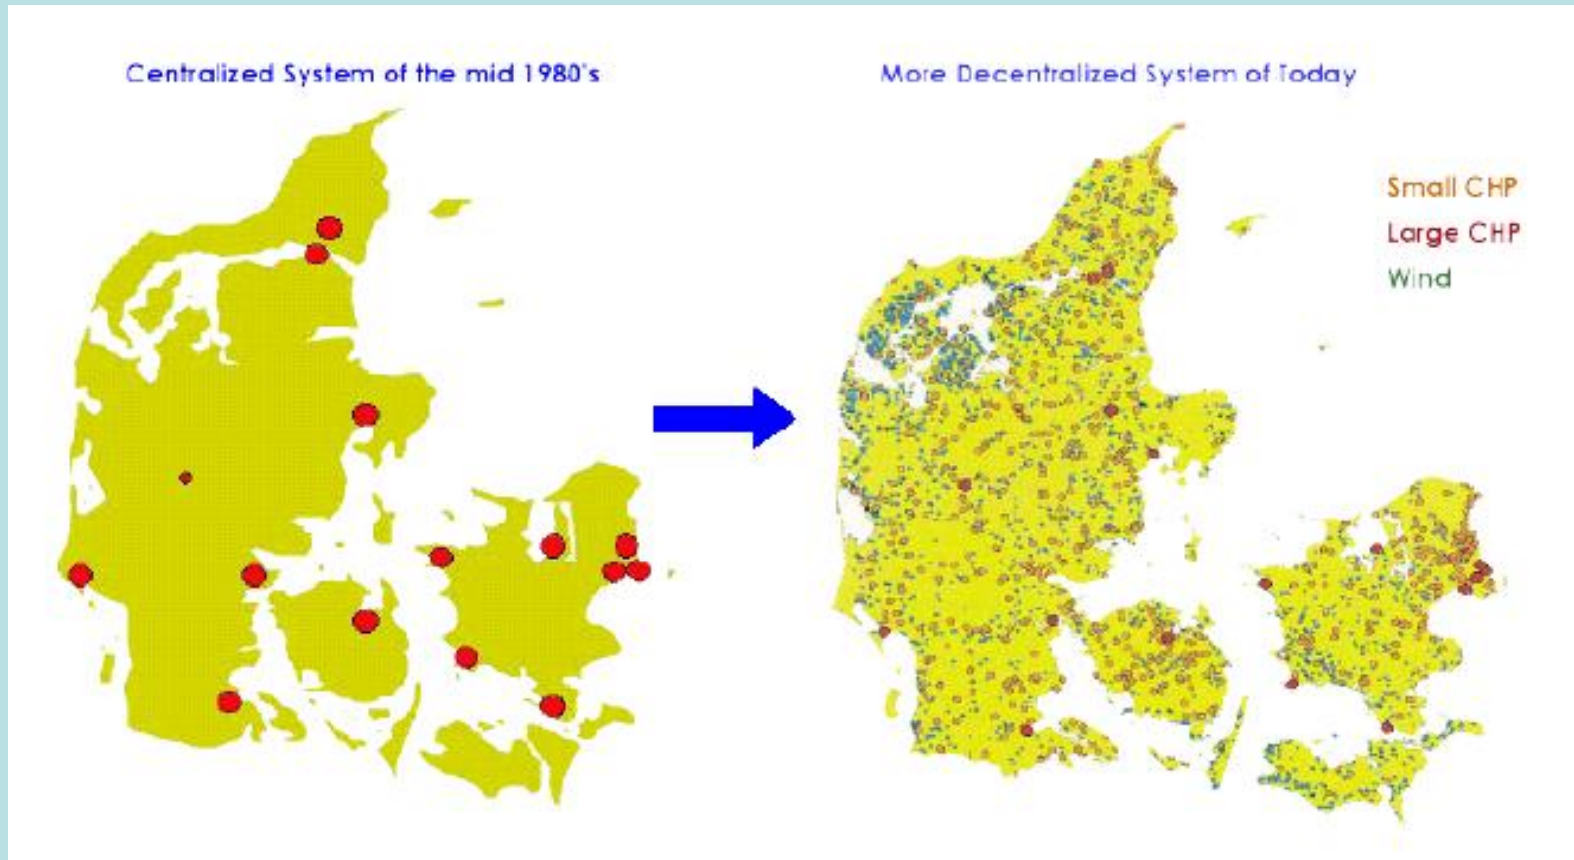 Centralized System of the mid 1980's
More Decentralized System of Today
Small CHP
Large CHP
Wind